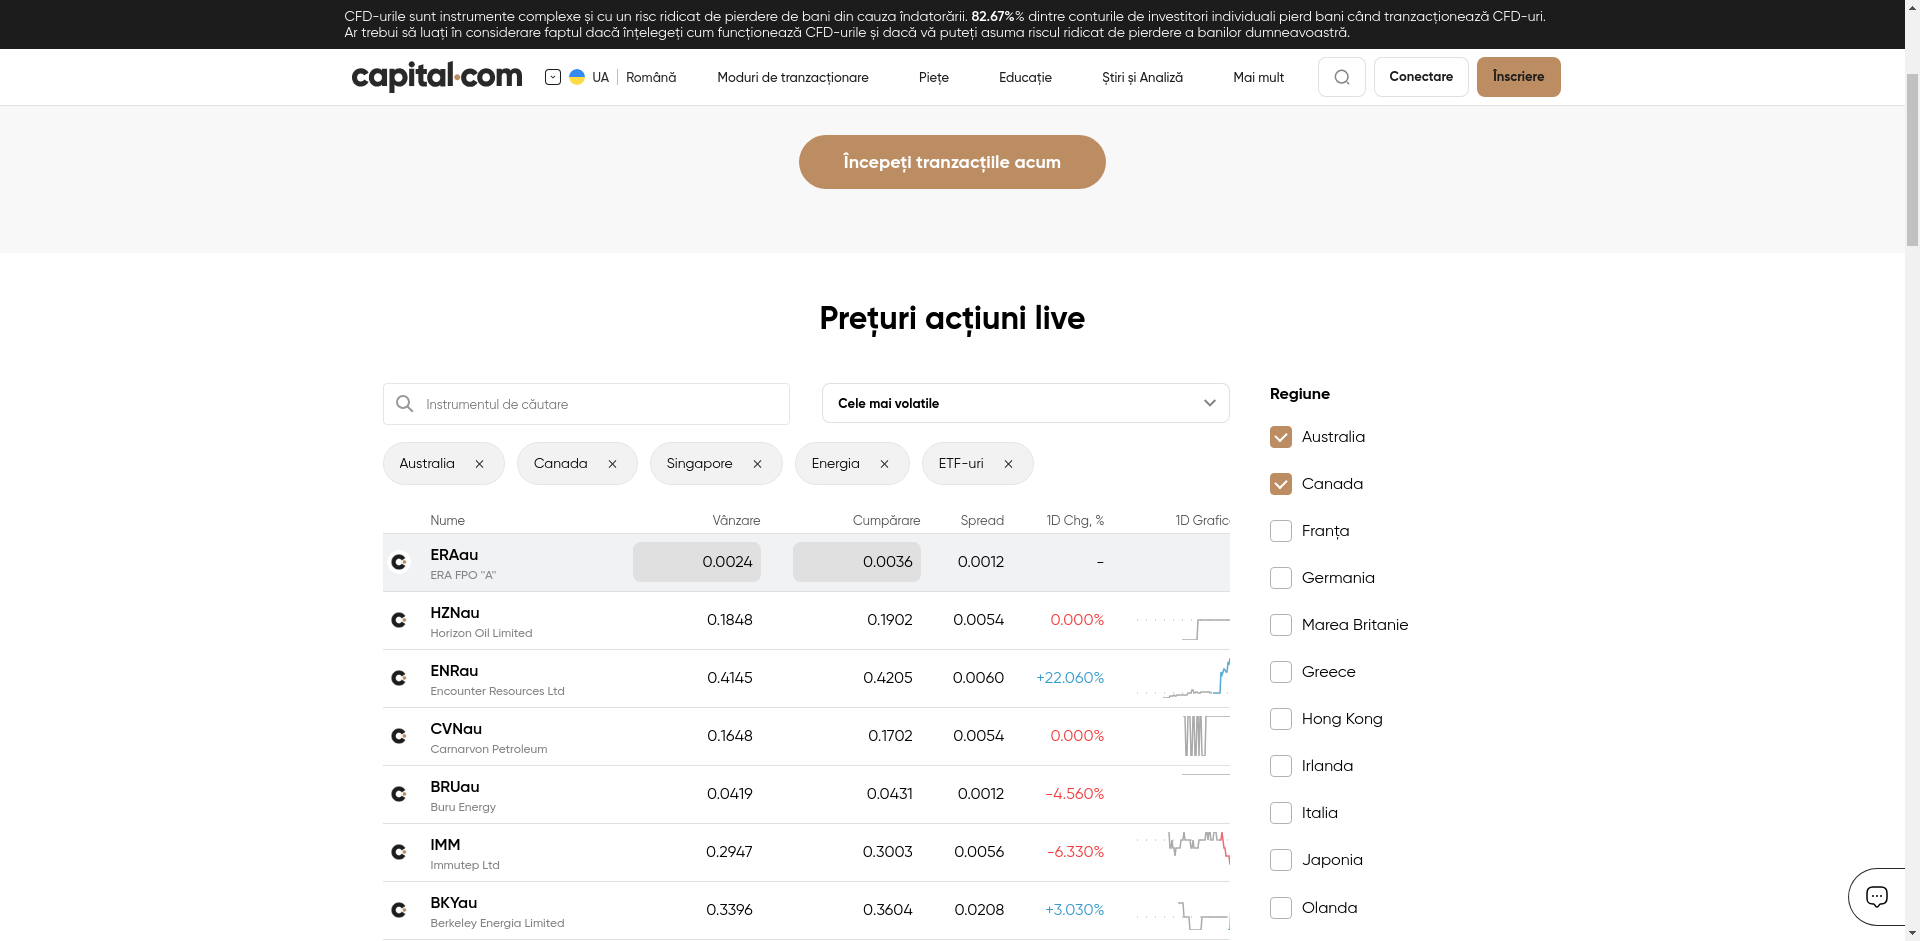 CFD-urile sunt instrumente complexe și cu un risc ridicat de pierdere de bani din cauza îndatorării. 82.67%% dintre conturile de investitori individuali pierd bani când tranzacționează CFD-uri.
Ar trebui să luați în considerare faptul dacă înțelegeți cum funcționează CFD-urile și dacă vă puteți asuma riscul ridicat de pierdere a banilor dumneavoastră.
capital.com UA Română Moduri de tranzacționare Piețe Educație Știri și Analiză Mai mult Conectare Înscriere
Începeți tranzacțiile acum
Prețuri acțiuni live
Instrumentul de căutare Cele mai volatile
Australia Canada Singapore Energia ETF-uri
Nume Vânzare Cumpărare Spread 1D Chg, %
ERAau 0.0024 0.0036 0.0012 -
ERA FPO "A"
HZNau 0.1848 0.1902 0.0054 0.000%
Horizon Oil Limited
ENRau 0.4145 0.4205 0.0060 +22.060%
Encounter Resources Ltd
CVNau 0.1648 0.1702 0.0054 0.000%
Carnarvon Petroleum
BRUau 0.0419 0.0431 0.0012 -4.560%
Buru Energy
IMM 0.2947 0.3003 0.0056 -6.330%
Immutep Ltd
BKYau 0.3396 0.3604 0.0208 +3.030%
Berkeley Energia Limited
Regiune
Australia
Canada
Franța
Germania
Marea Britanie
Greece
Hong Kong
Irlanda
Italia
Japonia
Olanda